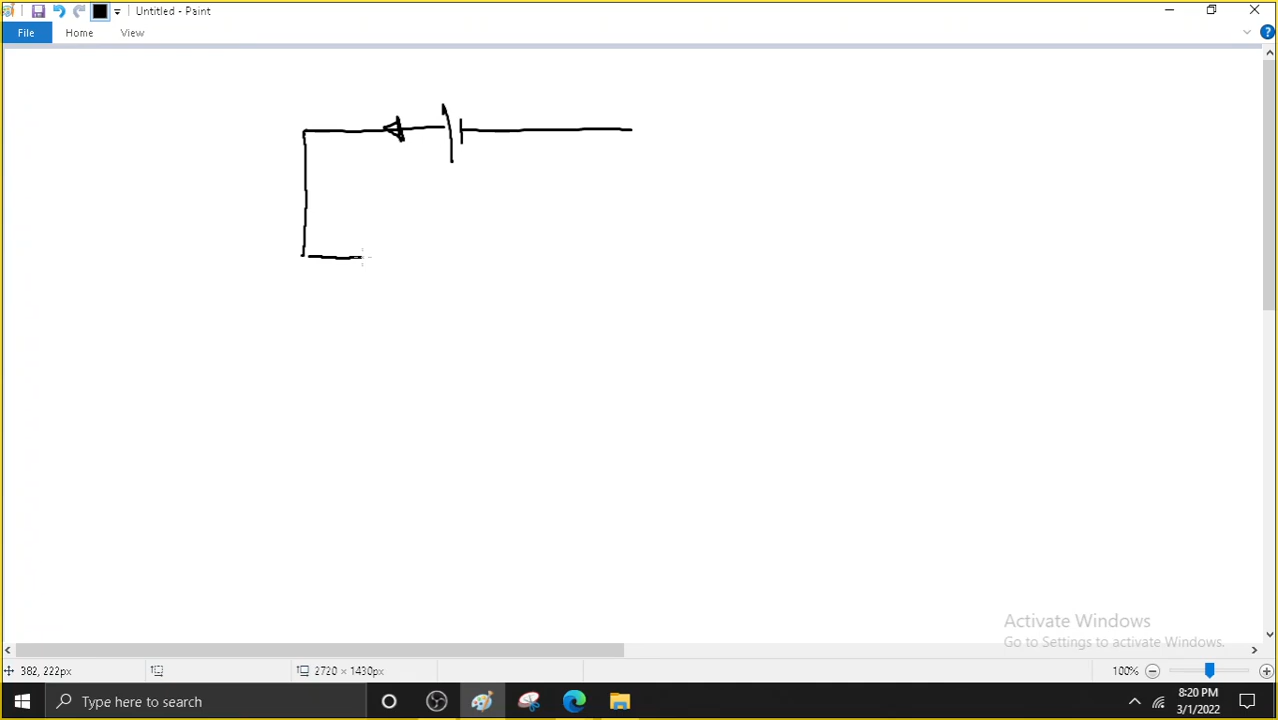 Untitled - Paint
File Home View
Activate Windows
Go to Settings to activate Windows.
382, 222px 2720 × 1430px 100%
Type here to search
8:20 PM
3/1/2022